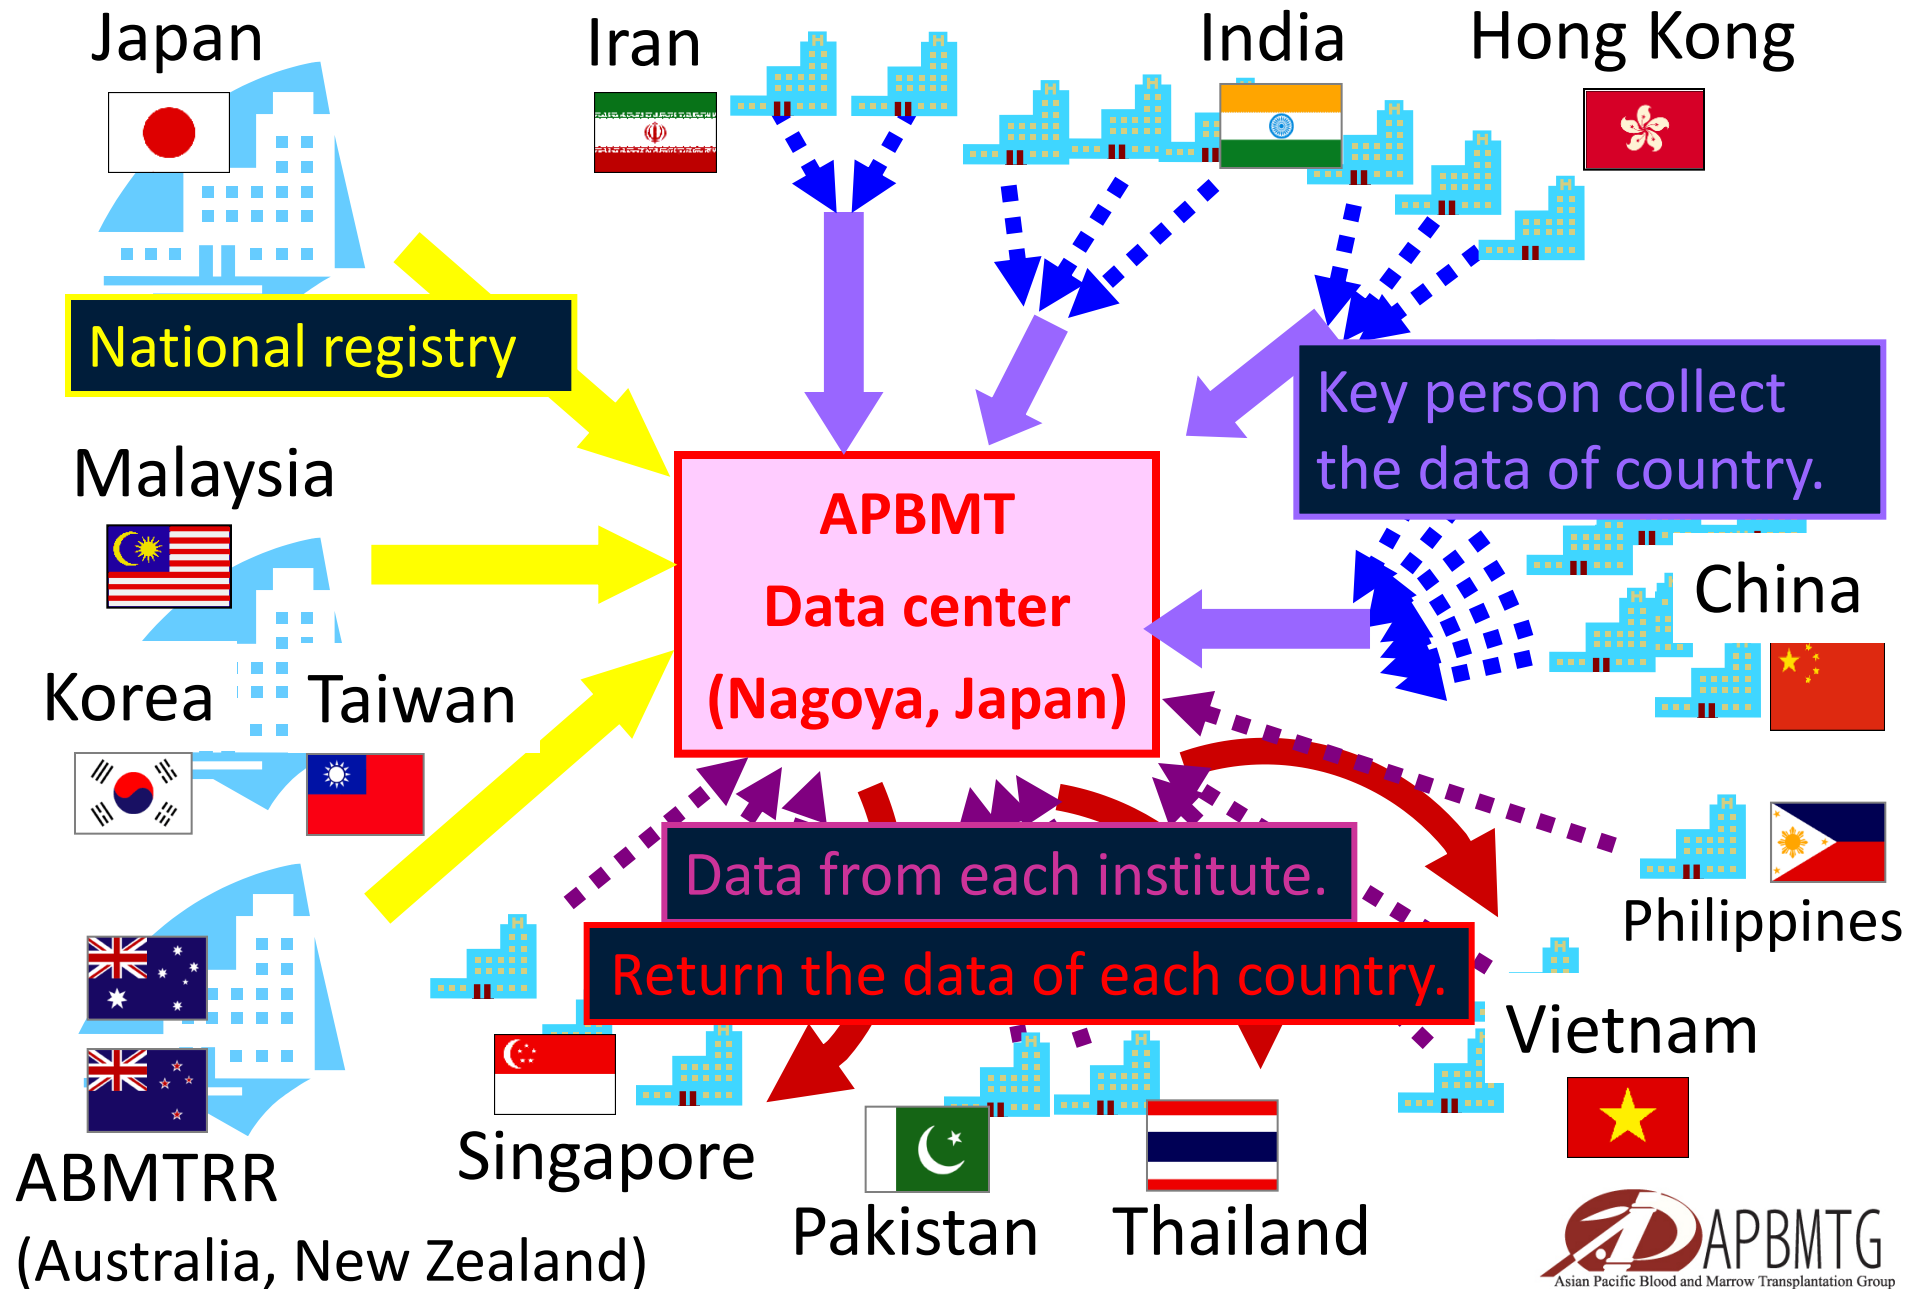 Japan
Iran
India
Hong Kong
National registry
Key person collect
the data of country.
Malaysia
APBMT
Data center
(Nagoya, Japan)
China
Korea
Taiwan
Data from each institute.
Return the data of each country.
Philippines
Vietnam
Singapore
ABMTRR
(Australia, New Zealand)
Pakistan
Thailand
APBMTG
Asian Pacific Blood and Marrow Transplantation Group